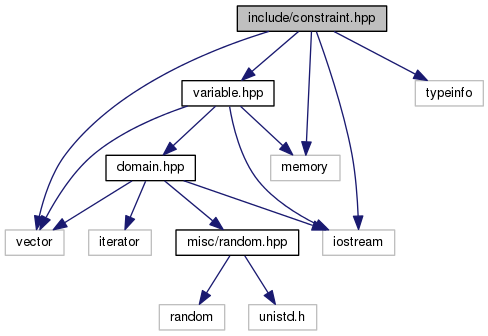 include/constraint.hpp
variable.hpp
typeinfo
domain.hpp
memory
vector
iterator
misc/random.hpp
iostream
random
unistd.h